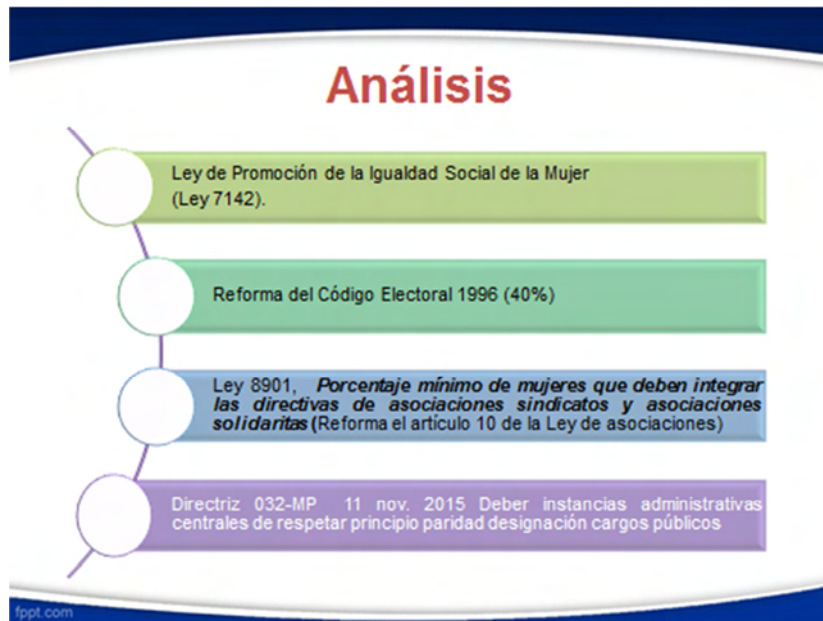 Análisis
Ley de Promoción de la Igualdad Social de la Mujer
(Ley 7142).
Reforma del Código Electoral 1996 (40%)
Ley 8901, Porcentaje mínimo de mujeres que deben integrar
las directivas de asociaciones sindicatos y asociaciones
solidaritas (Reforma el artículo 10 de la Ley de asociaciones)
Directriz 032-MP 11 nov. 2015 Deber instancias administrativas
centrales de respetar principio paridad designación cargos públicos
fppt.com